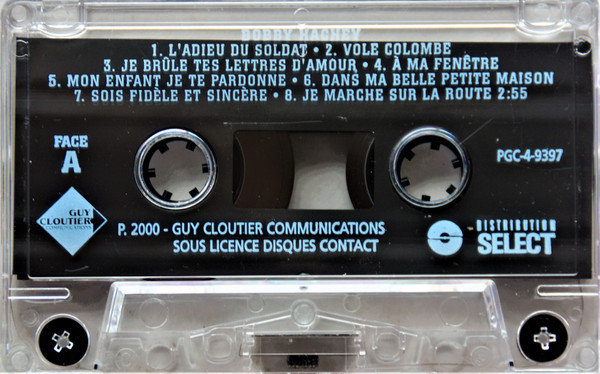 BOBBY HACHEY
1. L'ADIEU DU SOLDAT • 2. VOLE COLOMBE
3. JE BRÛLE TES LETTRES D'AMOUR • 4. À MA FENÊTRE
5. MON ENFANT JE TE PARDONNE • 6. DANS MA BELLE PETITE MAISON
7. SOIS FIDÈLE ET SINCÈRE • 8. JE MARCHE SUR LA ROUTE 2:55
FACE
A
PGC-4-9397
GUY
CLOUTIER
COMMUNICATIONS
P. 2000 - GUY CLOUTIER COMMUNICATIONS
SOUS LICENCE DISQUES CONTACT
DISTRIBUTION
SELECT